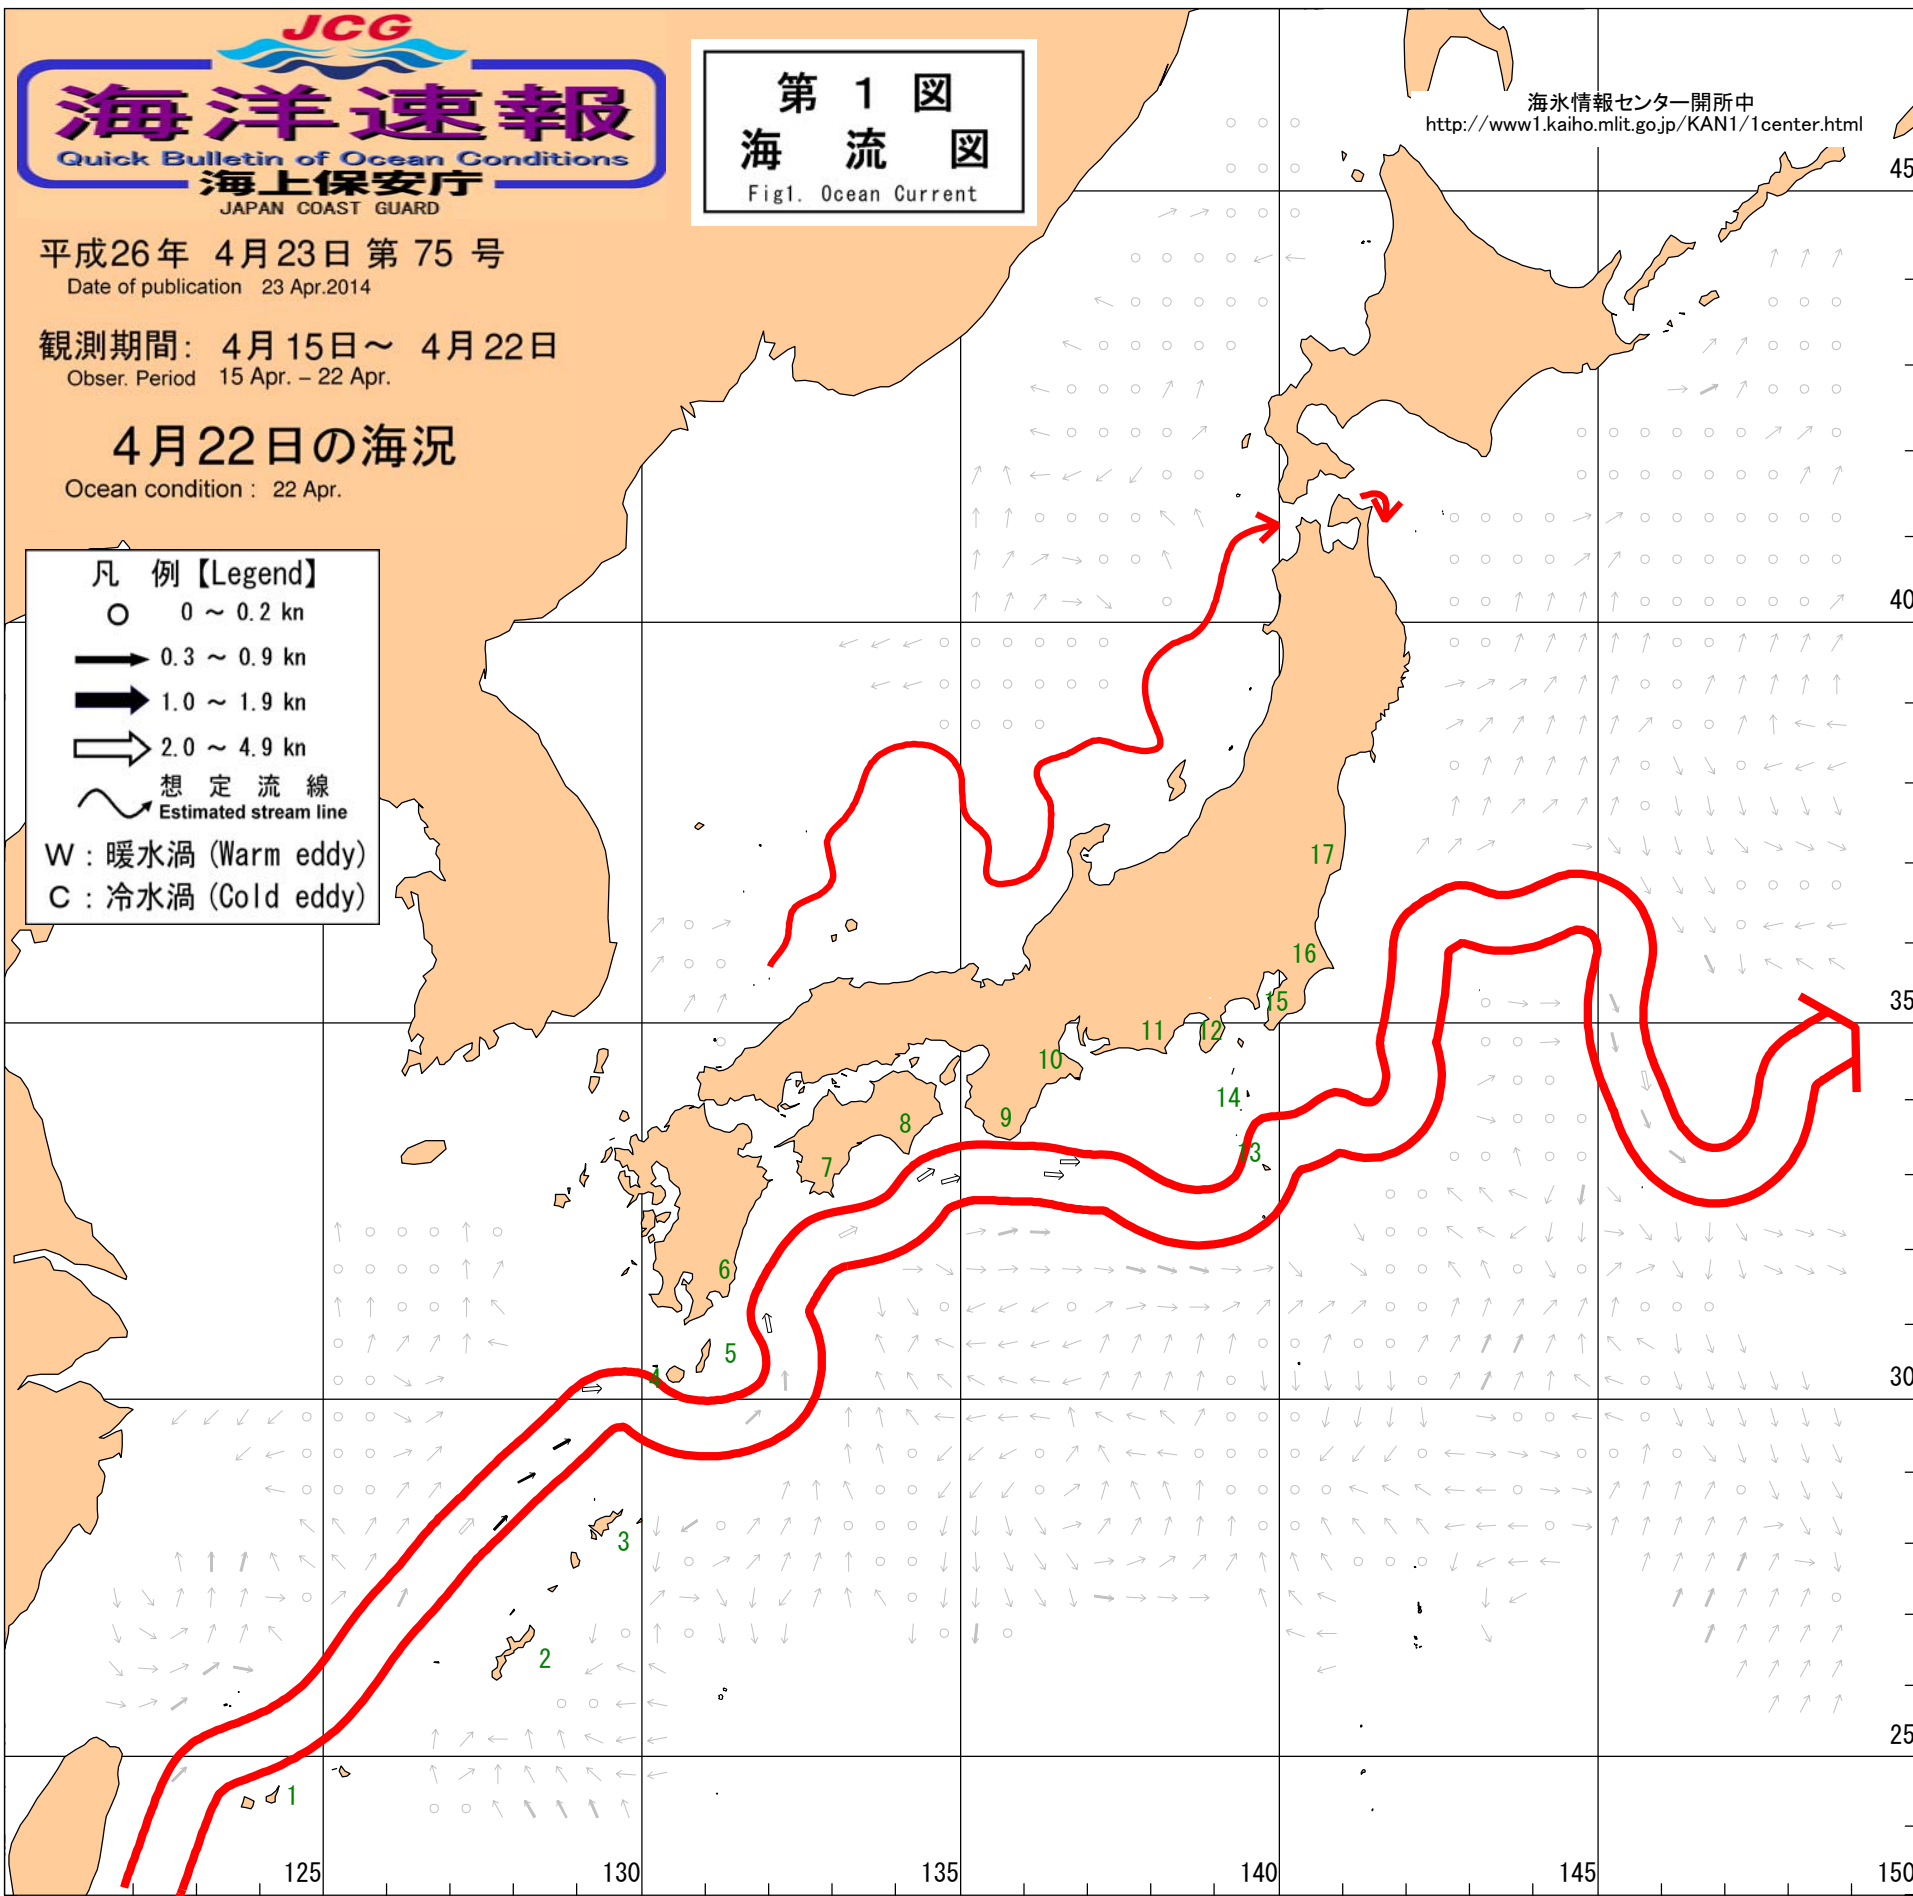 JCG
海洋速報
Quick Bulletin of Ocean Conditions
海上保安庁
JAPAN COAST GUARD
第 1 図
海 流 図
Fig1. Ocean Current
海氷情報センター開所中
http://www1.kaiho.mlit.go.jp/KAN1/1center.html
平成26年 4月23日 第 75 号
Date of publication 23 Apr.2014
観測期間: 4月15日～ 4月22日
Obser. Period 15 Apr. – 22 Apr.
4月22日の海況
Ocean condition : 22 Apr.
凡 例【Legend】
0 ～ 0.2 kn
0.3 ～ 0.9 kn
1.0 ～ 1.9 kn
2.0 ～ 4.9 kn
想 定 流 線
Estimated stream line
W : 暖水渦 (Warm eddy)
C : 冷水渦 (Cold eddy)
45
40
35
30
25
17
16
15
11
12
10
14
9
8
13
7
6
5
4
3
2
1
125
130
135
140
145
150